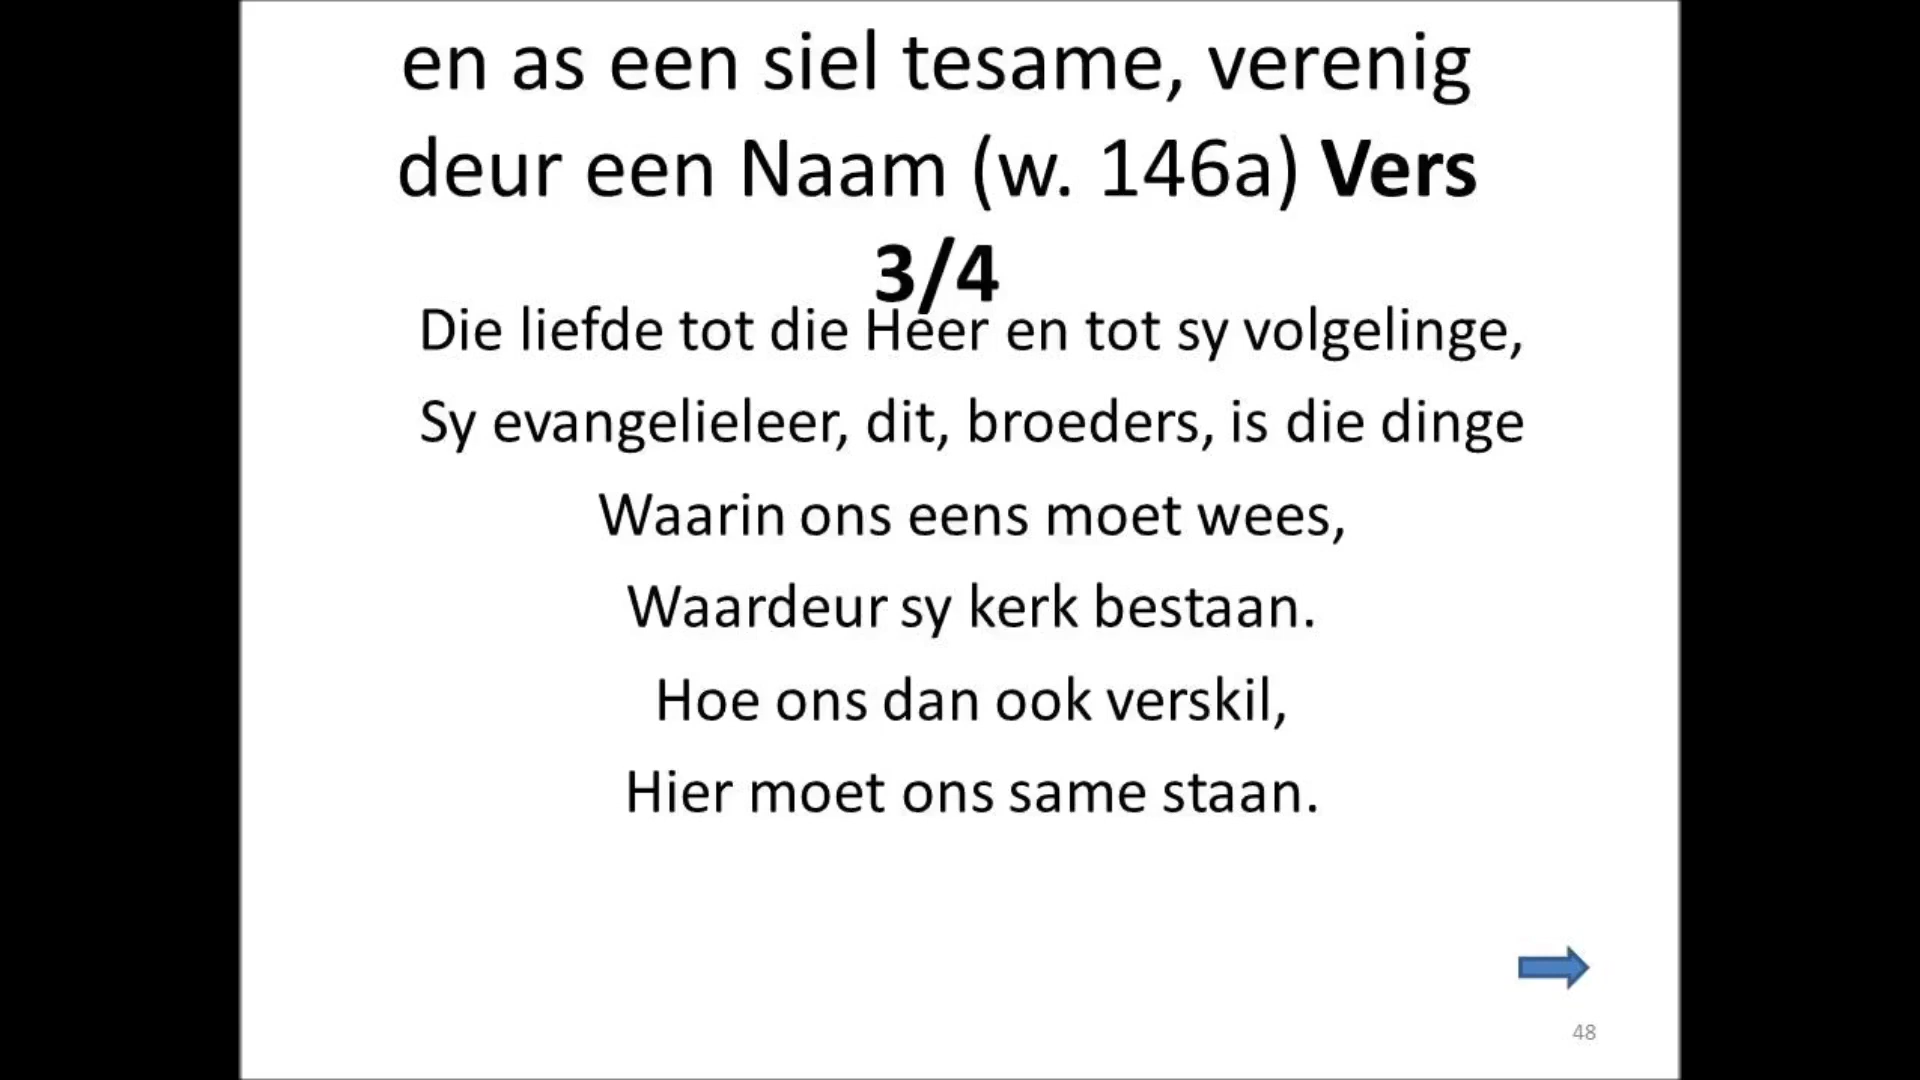 en as een siel tesame, verenig
deur een Naam (w. 146a) Vers
3/4
Die liefde tot die Heer en tot sy volgelinge,
Sy evangelieleer, dit, broeders, is die dinge
Waarin ons eens moet wees,
Waardeur sy kerk bestaan.
Hoe ons dan ook verskil,
Hier moet ons same staan.
48